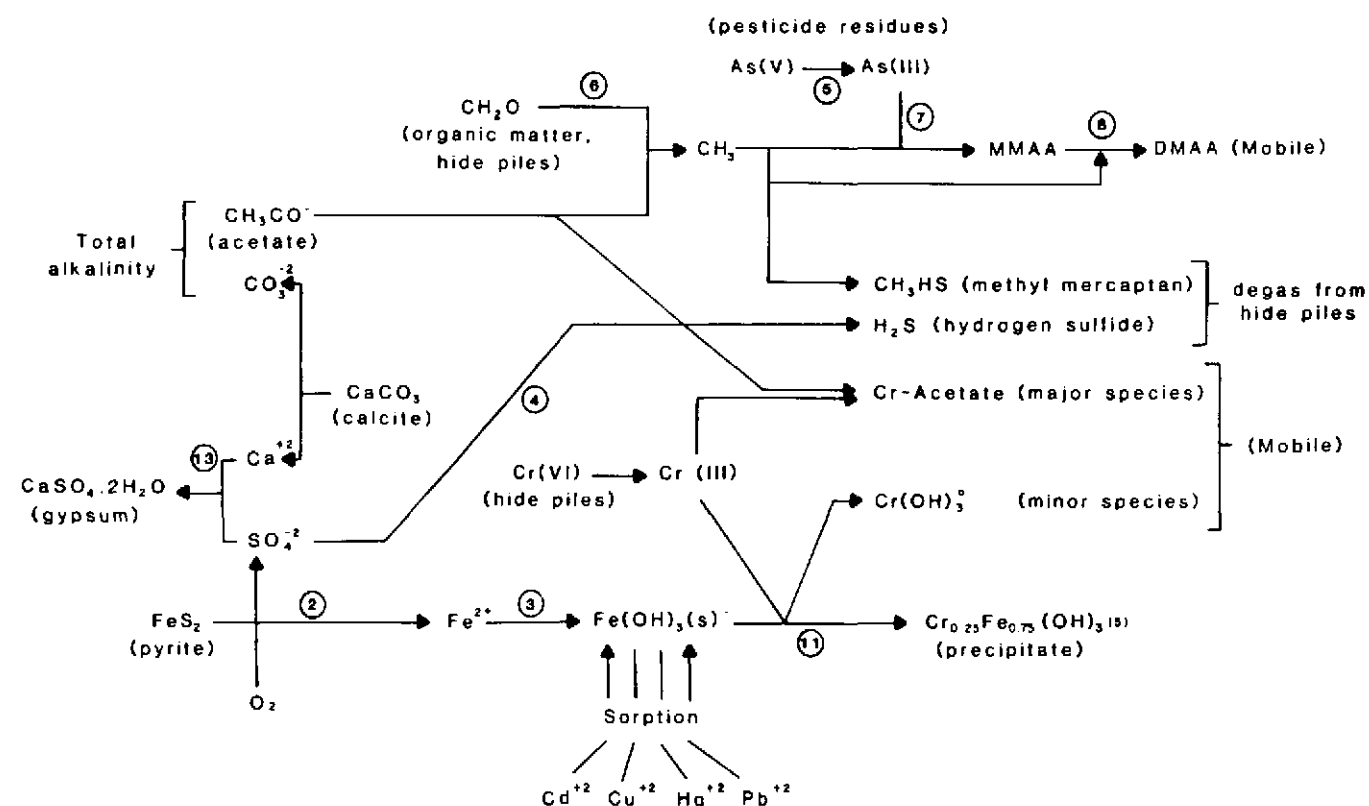 (pesticide residues)
As(V) As(III)
5
6
CH₂O
(organic matter,
hide piles)
7
8
CH₃ MMAA DMAA (Mobile)
Total
alkalinity
CH₃CO⁻
(acetate)
CO₃⁻²
CH₃HS (methyl mercaptan)
H₂S (hydrogen sulfide)
degas from
hide piles
CaCO₃
(calcite)
4
Cr-Acetate (major species)
(Mobile)
13 Ca⁺²
CaSO₄.2H₂O
(gypsum)
Cr(VI) Cr (III)
(hide piles)
Cr(OH)₃° (minor species)
SO₄⁻²
2 3
FeS₂ Fe²⁺ Fe(OH)₃(s) Cr₀.₂₅Fe₀.₇₅(OH)₃(s)
(pyrite) 11 (precipitate)
O₂
Sorption
Cd⁺² Cu⁺² Hg⁺² Pb⁺²